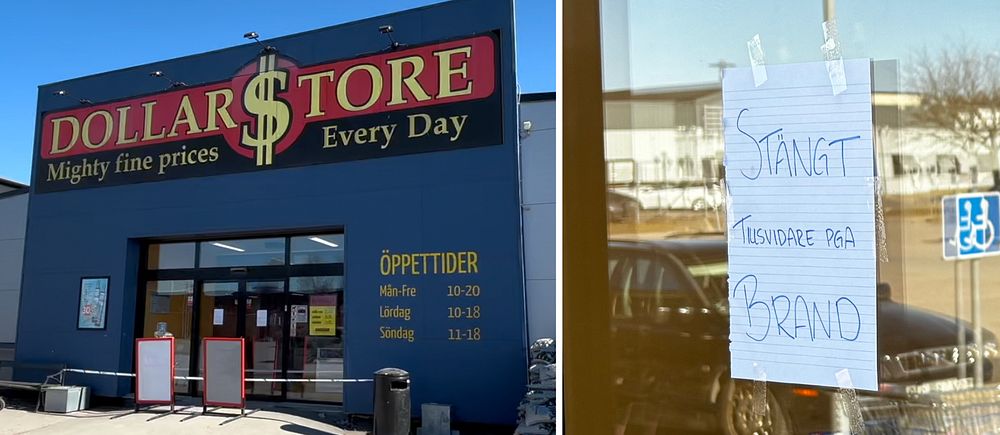 DOLLAR$TORE
Mighty fine prices
Every Day
ÖPPETTIDER
Mån-Fre 10-20
Lördag 10-18
Söndag 11-18
STÄNGT
TILLSVIDARE PGA
BRAND